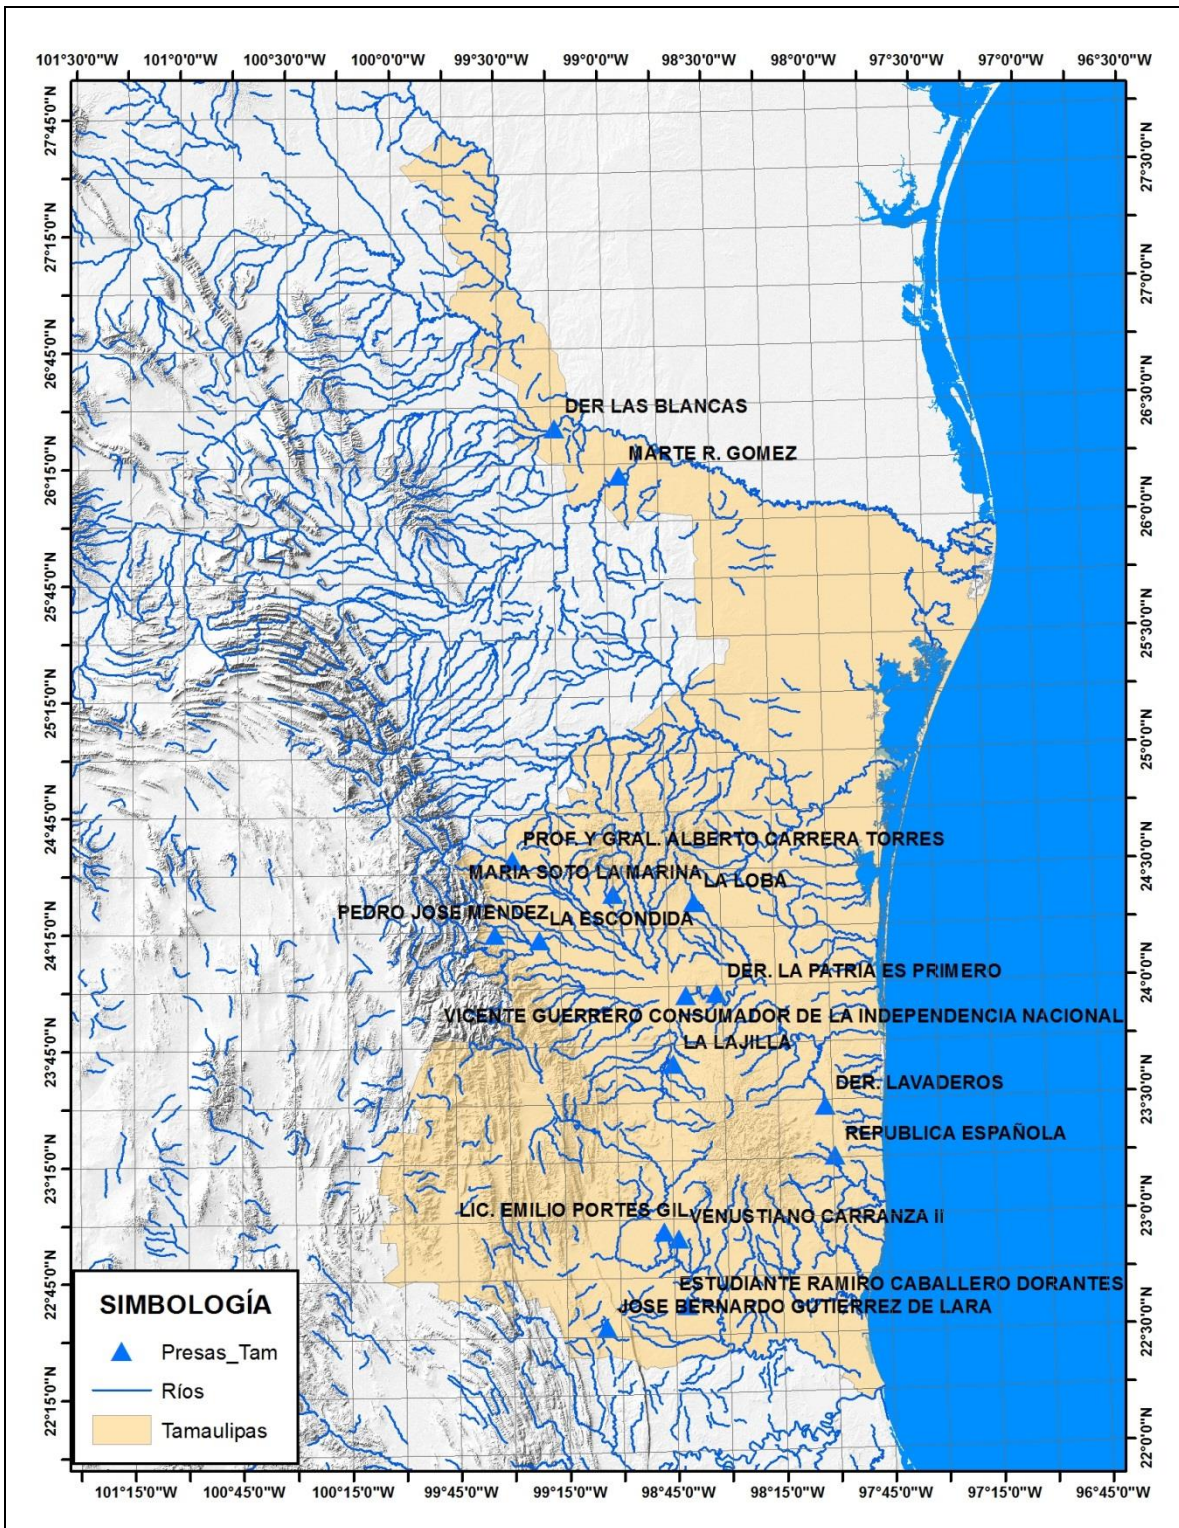 101°30'0"W 101°0'0"W 100°30'0"W 100°0'0"W 99°30'0"W 99°0'0"W 98°30'0"W 98°0'0"W 97°30'0"W 97°0'0"W 96°30'0"W
27°45'0"N
27°30'0"N
27°15'0"N
27°0'0"N
26°45'0"N
26°30'0"N
DER LAS BLANCAS
MARTE R. GOMEZ
26°15'0"N
26°0'0"N
25°45'0"N
25°30'0"N
25°15'0"N
25°0'0"N
24°45'0"N
24°30'0"N
PROF. Y GRAL. ALBERTO CARRERA TORRES
MARIA SOTO LA MARINA
LA LOBA
PEDRO JOSE MENDEZ
LA ESCONDIDA
24°15'0"N
24°0'0"N
DER. LA PATRIA ES PRIMERO
VICENTE GUERRERO CONSUMADOR DE LA INDEPENDENCIA NACIONAL
LA LAJILLA
23°45'0"N
23°30'0"N
DER. LAVADEROS
REPUBLICA ESPAÑOLA
23°15'0"N
23°0'0"N
LIC. EMILIO PORTES GIL
VENUSTIANO CARRANZA II
22°45'0"N
22°30'0"N
ESTUDIANTE RAMIRO CABALLERO DORANTES
JOSE BERNARDO GUTIERREZ DE LARA
22°15'0"N
22°0'0"N
SIMBOLOGÍA
Presas_Tam
Ríos
Tamaulipas
101°15'0"W 100°45'0"W 100°15'0"W 99°45'0"W 99°15'0"W 98°45'0"W 98°15'0"W 97°45'0"W 97°15'0"W 96°45'0"W